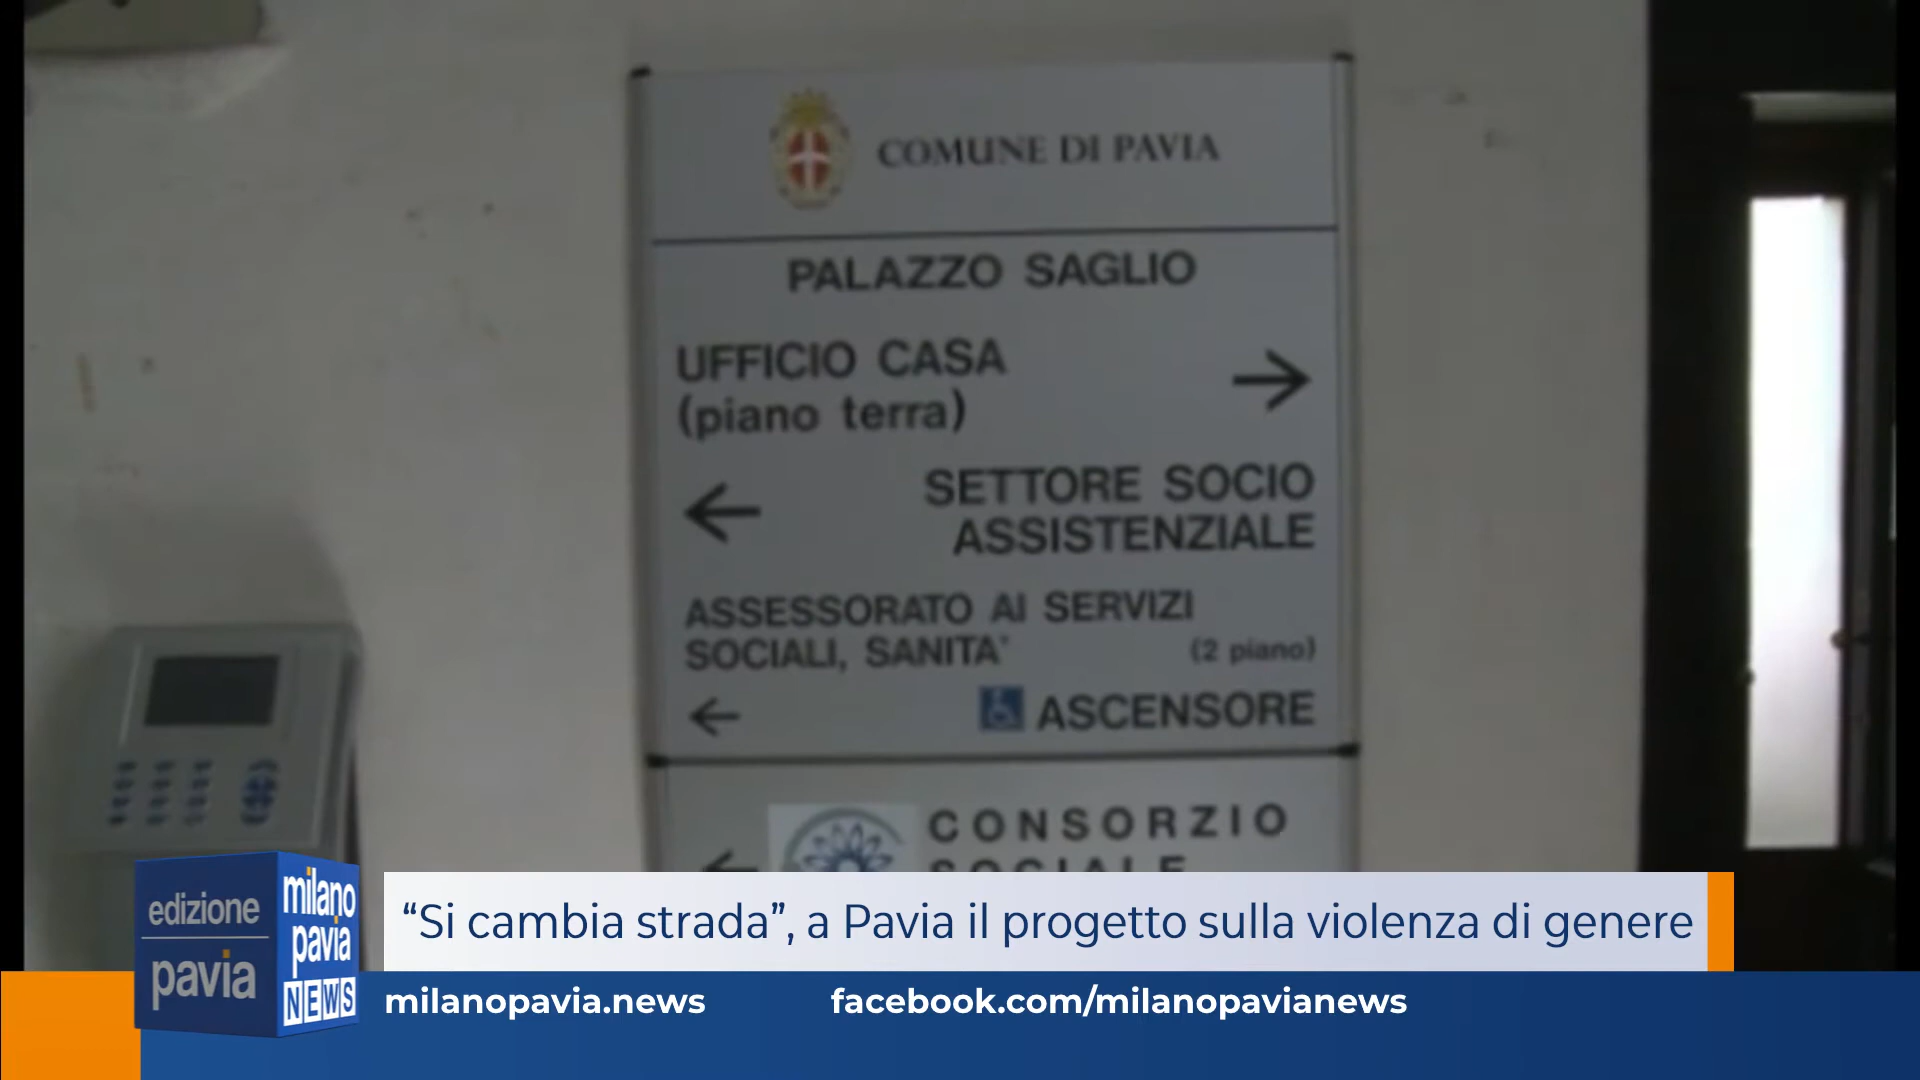 COMUNE DI PAVIA
PALAZZO SAGLIO
UFFICIO CASA
(piano terra)
SETTORE SOCIO
ASSISTENZIALE
ASSESSORATO AI SERVIZI
SOCIALI, SANITA' (2 piano)
ASCENSORE
CONSORZIO
SOCIALE
“Si cambia strada”, a Pavia il progetto sulla violenza di genere
edizione
pavia
milano
pavia
NEWS
milanopavia.news facebook.com/milanopavianews